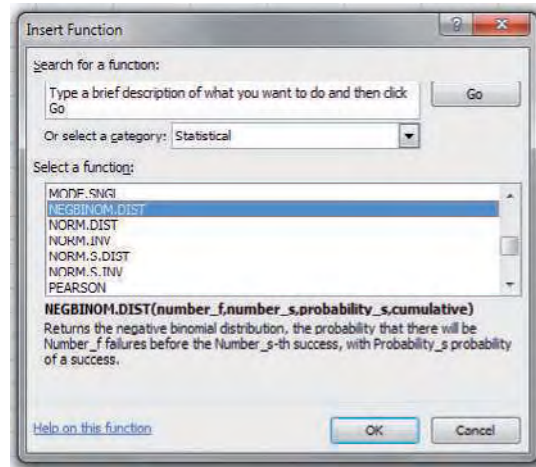 Insert Function
Search for a function:
Type a brief description of what you want to do and then click
Go
Go
Or select a category: Statistical
Select a function:
MODE.SNGL
NEGBINOM.DIST
NORM.DIST
NORM.INV
NORM.S.DIST
NORM.S.INV
PEARSON
NEGBINOM.DIST(number_f,number_s,probability_s,cumulative)
Returns the negative binomial distribution, the probability that there will be
Number_f failures before the Number_s-th success, with Probability_s probability
of a success.
Help on this function
OK
Cancel